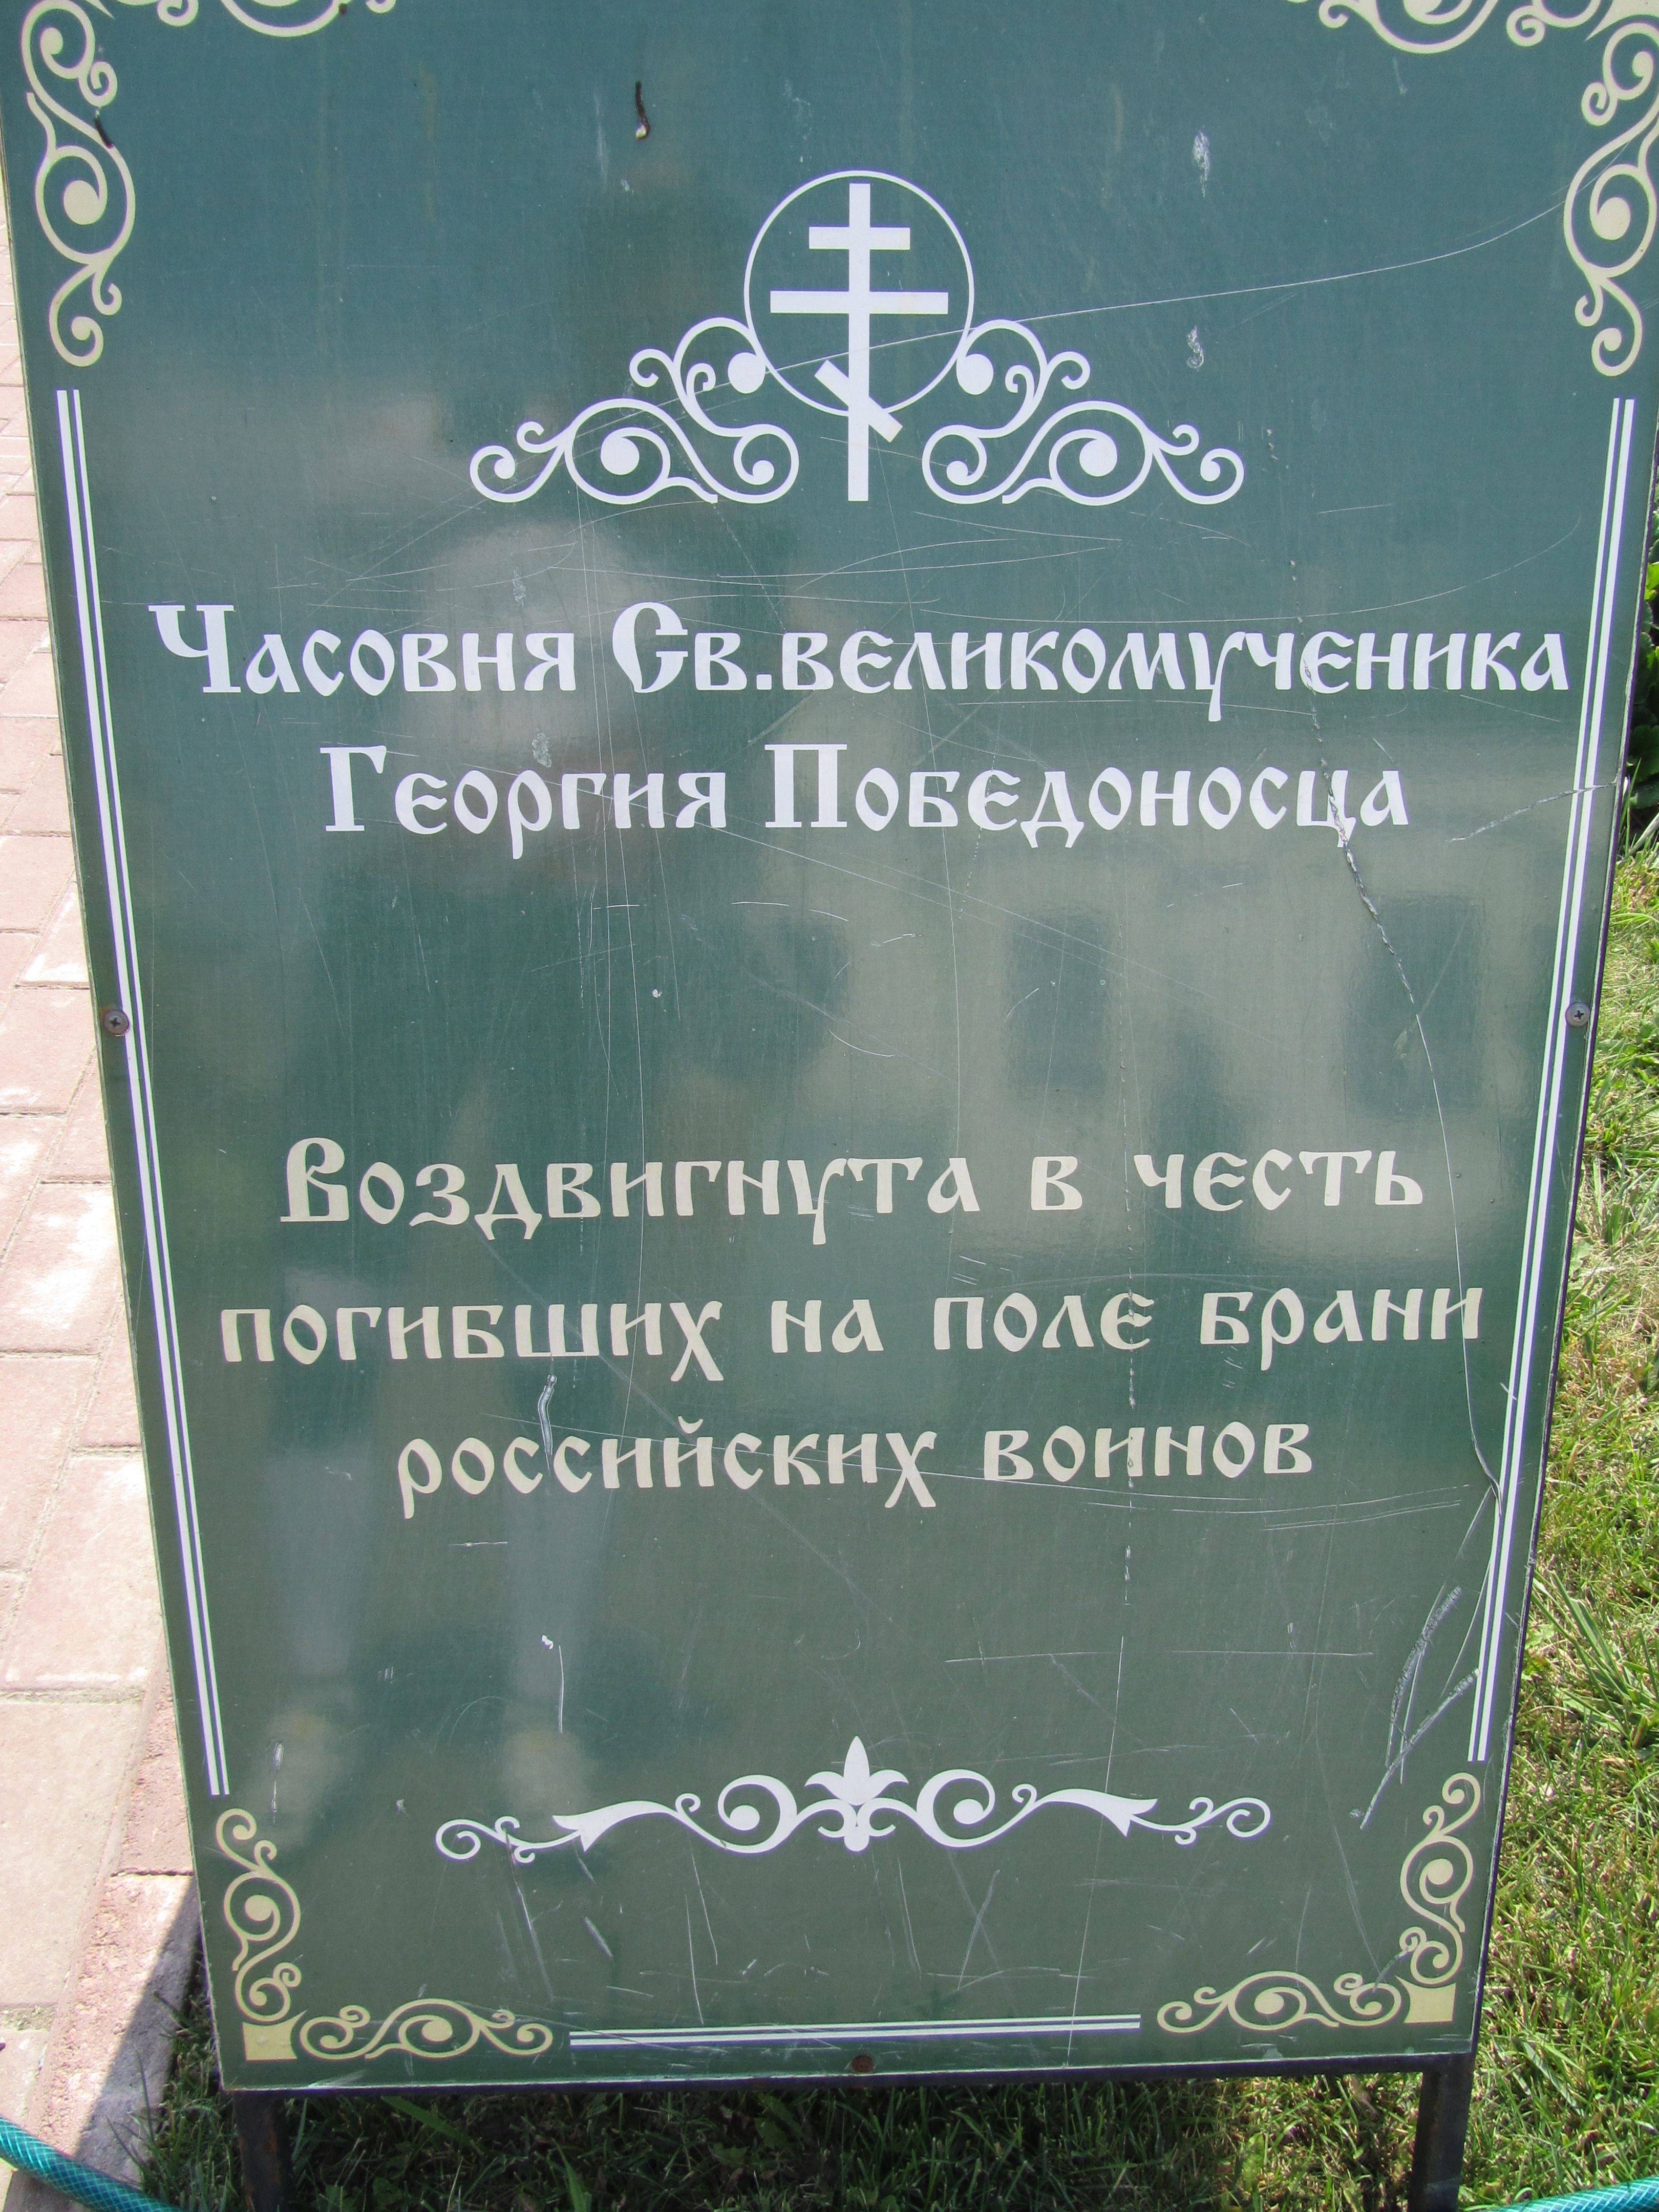 Часовня Св.великомученика
Георгия Победоносца
Воздвигнута в честь
погибших на поле брани
российских воинов